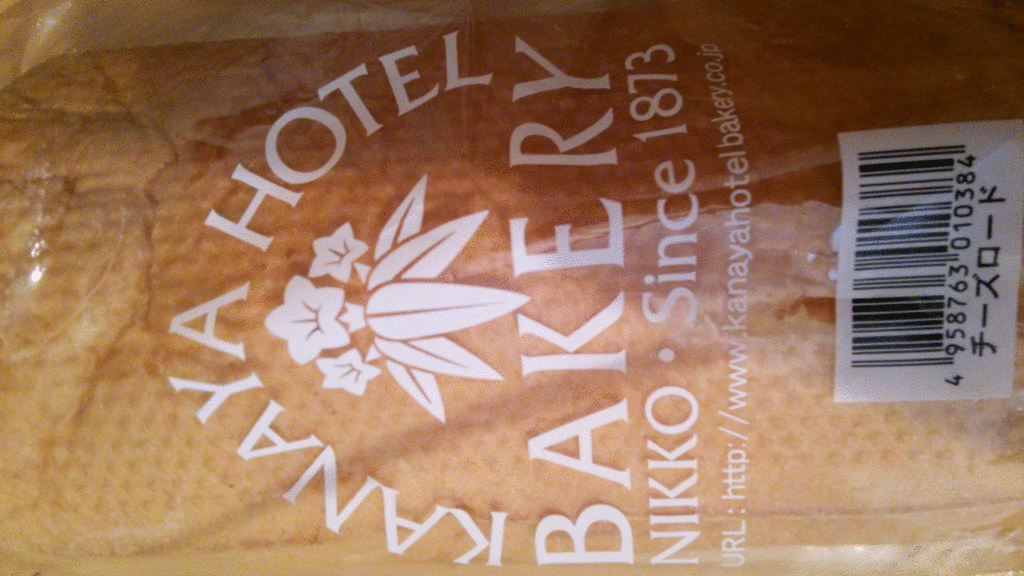 KANAYA HOTEL
BAKERY
NIKKO・Since 1873
URL : http://www.kanayahotelbakery.co.jp
4 958763 010384
チーズロード